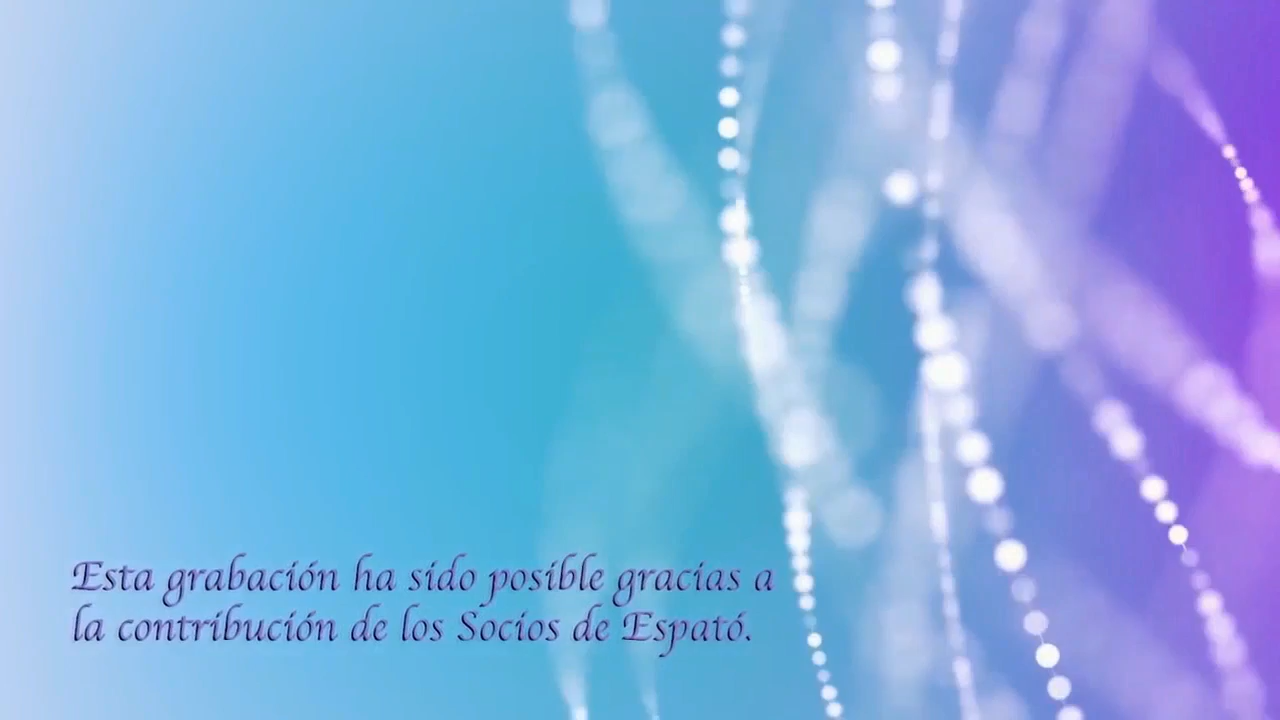 Esta grabación ha sido posible gracias a
la contribución de los Socios de Espató.